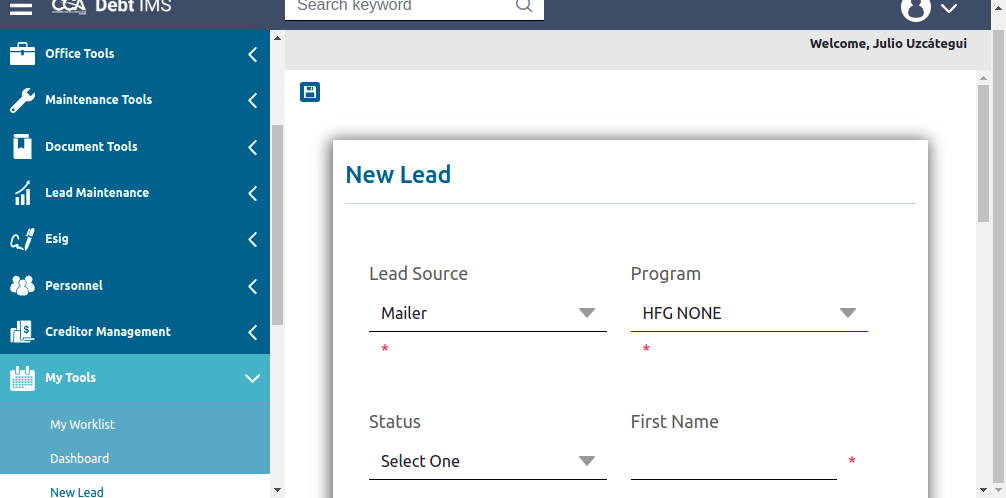 CCA Debt IMS
Search keyword
Welcome, Julio Uzcátegui
Office Tools
Maintenance Tools
Document Tools
Lead Maintenance
Esig
Personnel
Creditor Management
My Tools
My Worklist
Dashboard
New Lead
New Lead
Lead Source
Program
Mailer
HFG NONE
* *
Status
First Name
Select One
*